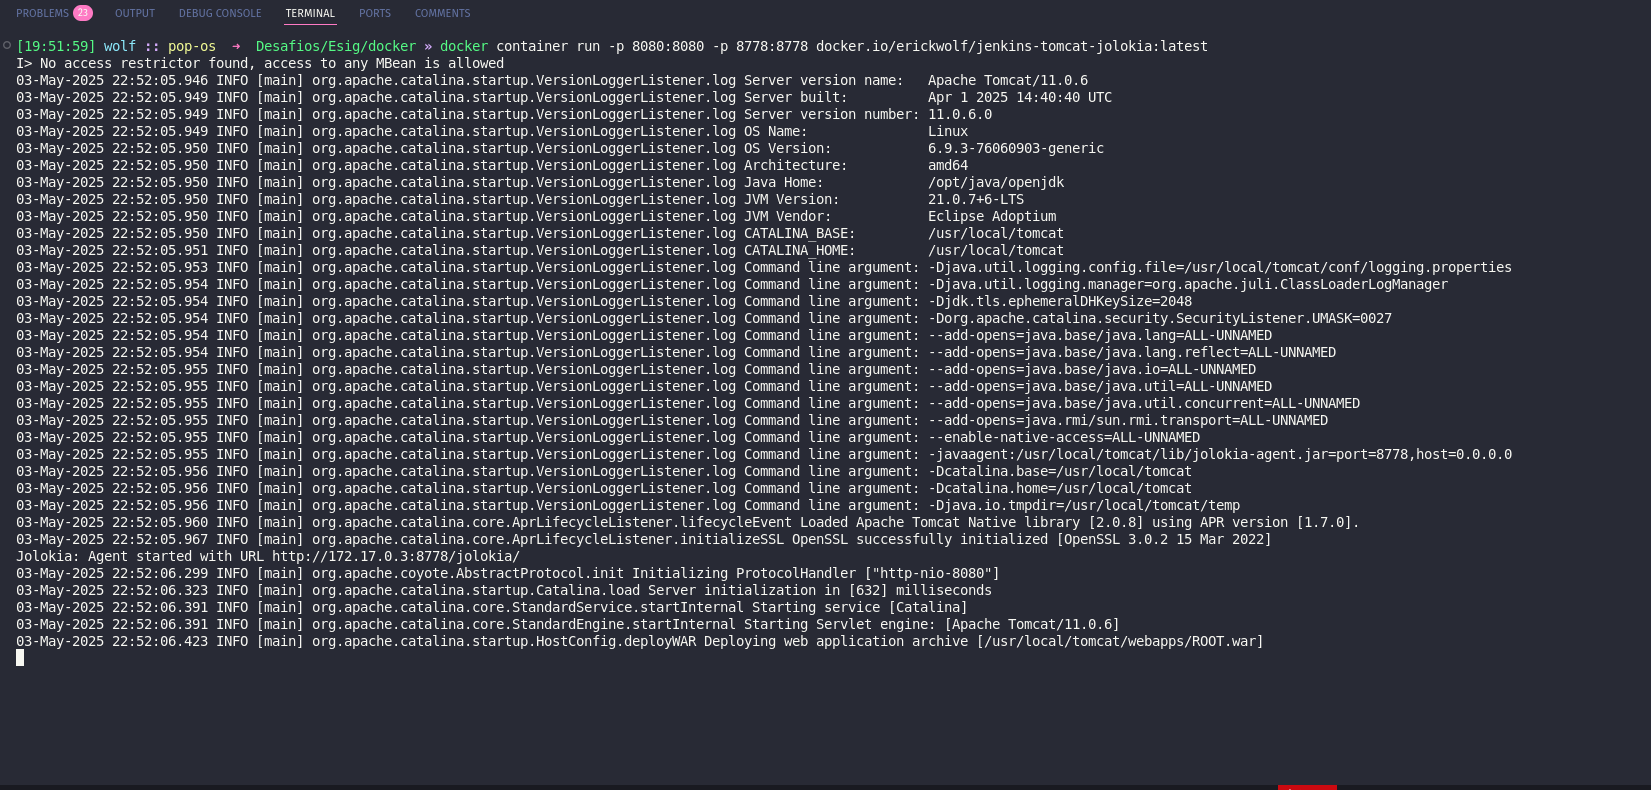 PROBLEMS 23 OUTPUT DEBUG CONSOLE TERMINAL PORTS COMMENTS
[19:51:59] wolf :: pop-os ➜ Desafios/Esig/docker » docker container run -p 8080:8080 -p 8778:8778 docker.io/erickwolf/jenkins-tomcat-jolokia:latest
I> No access restrictor found, access to any MBean is allowed
03-May-2025 22:52:05.946 INFO [main] org.apache.catalina.startup.VersionLoggerListener.log Server version name:   Apache Tomcat/11.0.6
03-May-2025 22:52:05.949 INFO [main] org.apache.catalina.startup.VersionLoggerListener.log Server built:          Apr 1 2025 14:40:40 UTC
03-May-2025 22:52:05.949 INFO [main] org.apache.catalina.startup.VersionLoggerListener.log Server version number: 11.0.6.0
03-May-2025 22:52:05.949 INFO [main] org.apache.catalina.startup.VersionLoggerListener.log OS Name:               Linux
03-May-2025 22:52:05.950 INFO [main] org.apache.catalina.startup.VersionLoggerListener.log OS Version:            6.9.3-76060903-generic
03-May-2025 22:52:05.950 INFO [main] org.apache.catalina.startup.VersionLoggerListener.log Architecture:          amd64
03-May-2025 22:52:05.950 INFO [main] org.apache.catalina.startup.VersionLoggerListener.log Java Home:             /opt/java/openjdk
03-May-2025 22:52:05.950 INFO [main] org.apache.catalina.startup.VersionLoggerListener.log JVM Version:           21.0.7+6-LTS
03-May-2025 22:52:05.950 INFO [main] org.apache.catalina.startup.VersionLoggerListener.log JVM Vendor:            Eclipse Adoptium
03-May-2025 22:52:05.950 INFO [main] org.apache.catalina.startup.VersionLoggerListener.log CATALINA_BASE:         /usr/local/tomcat
03-May-2025 22:52:05.951 INFO [main] org.apache.catalina.startup.VersionLoggerListener.log CATALINA_HOME:         /usr/local/tomcat
03-May-2025 22:52:05.953 INFO [main] org.apache.catalina.startup.VersionLoggerListener.log Command line argument: -Djava.util.logging.config.file=/usr/local/tomcat/conf/logging.properties
03-May-2025 22:52:05.954 INFO [main] org.apache.catalina.startup.VersionLoggerListener.log Command line argument: -Djava.util.logging.manager=org.apache.juli.ClassLoaderLogManager
03-May-2025 22:52:05.954 INFO [main] org.apache.catalina.startup.VersionLoggerListener.log Command line argument: -Djdk.tls.ephemeralDHKeySize=2048
03-May-2025 22:52:05.954 INFO [main] org.apache.catalina.startup.VersionLoggerListener.log Command line argument: -Dorg.apache.catalina.security.SecurityListener.UMASK=0027
03-May-2025 22:52:05.954 INFO [main] org.apache.catalina.startup.VersionLoggerListener.log Command line argument: --add-opens=java.base/java.lang=ALL-UNNAMED
03-May-2025 22:52:05.954 INFO [main] org.apache.catalina.startup.VersionLoggerListener.log Command line argument: --add-opens=java.base/java.lang.reflect=ALL-UNNAMED
03-May-2025 22:52:05.955 INFO [main] org.apache.catalina.startup.VersionLoggerListener.log Command line argument: --add-opens=java.base/java.io=ALL-UNNAMED
03-May-2025 22:52:05.955 INFO [main] org.apache.catalina.startup.VersionLoggerListener.log Command line argument: --add-opens=java.base/java.util=ALL-UNNAMED
03-May-2025 22:52:05.955 INFO [main] org.apache.catalina.startup.VersionLoggerListener.log Command line argument: --add-opens=java.base/java.util.concurrent=ALL-UNNAMED
03-May-2025 22:52:05.955 INFO [main] org.apache.catalina.startup.VersionLoggerListener.log Command line argument: --add-opens=java.rmi/sun.rmi.transport=ALL-UNNAMED
03-May-2025 22:52:05.955 INFO [main] org.apache.catalina.startup.VersionLoggerListener.log Command line argument: --enable-native-access=ALL-UNNAMED
03-May-2025 22:52:05.955 INFO [main] org.apache.catalina.startup.VersionLoggerListener.log Command line argument: -javaagent:/usr/local/tomcat/lib/jolokia-agent.jar=port=8778,host=0.0.0.0
03-May-2025 22:52:05.956 INFO [main] org.apache.catalina.startup.VersionLoggerListener.log Command line argument: -Dcatalina.base=/usr/local/tomcat
03-May-2025 22:52:05.956 INFO [main] org.apache.catalina.startup.VersionLoggerListener.log Command line argument: -Dcatalina.home=/usr/local/tomcat
03-May-2025 22:52:05.956 INFO [main] org.apache.catalina.startup.VersionLoggerListener.log Command line argument: -Djava.io.tmpdir=/usr/local/tomcat/temp
03-May-2025 22:52:05.960 INFO [main] org.apache.catalina.core.AprLifecycleListener.lifecycleEvent Loaded Apache Tomcat Native library [2.0.8] using APR version [1.7.0].
03-May-2025 22:52:05.967 INFO [main] org.apache.catalina.core.AprLifecycleListener.initializeSSL OpenSSL successfully initialized [OpenSSL 3.0.2 15 Mar 2022]
Jolokia: Agent started with URL http://172.17.0.3:8778/jolokia/
03-May-2025 22:52:06.299 INFO [main] org.apache.coyote.AbstractProtocol.init Initializing ProtocolHandler ["http-nio-8080"]
03-May-2025 22:52:06.323 INFO [main] org.apache.catalina.startup.Catalina.load Server initialization in [632] milliseconds
03-May-2025 22:52:06.391 INFO [main] org.apache.catalina.core.StandardService.startInternal Starting service [Catalina]
03-May-2025 22:52:06.391 INFO [main] org.apache.catalina.core.StandardEngine.startInternal Starting Servlet engine: [Apache Tomcat/11.0.6]
03-May-2025 22:52:06.423 INFO [main] org.apache.catalina.startup.HostConfig.deployWAR Deploying web application archive [/usr/local/tomcat/webapps/ROOT.war]